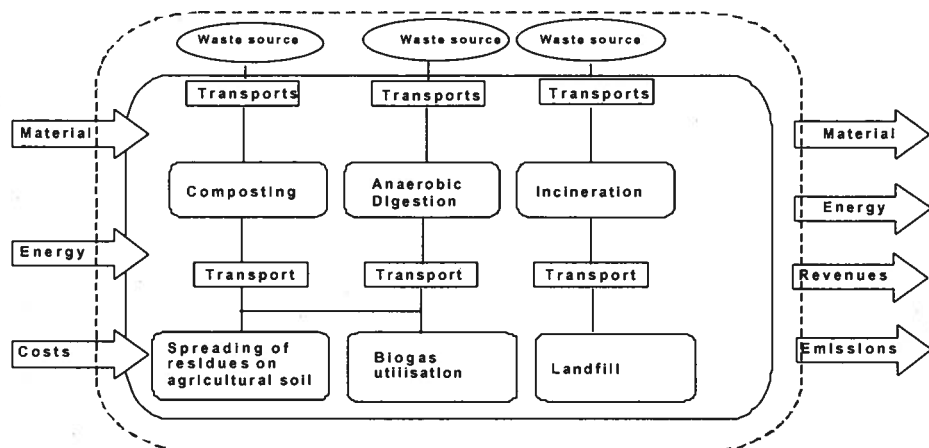 Waste source
Waste source
Waste source
Transports
Transports
Transports
Material
Material
Composting
Anaerobic
Digestion
Incineration
Energy
Energy
Transport
Transport
Transport
Revenues
Costs
Spreading of
residues on
agricultural soil
Biogas
utilisation
Landfill
Emissions